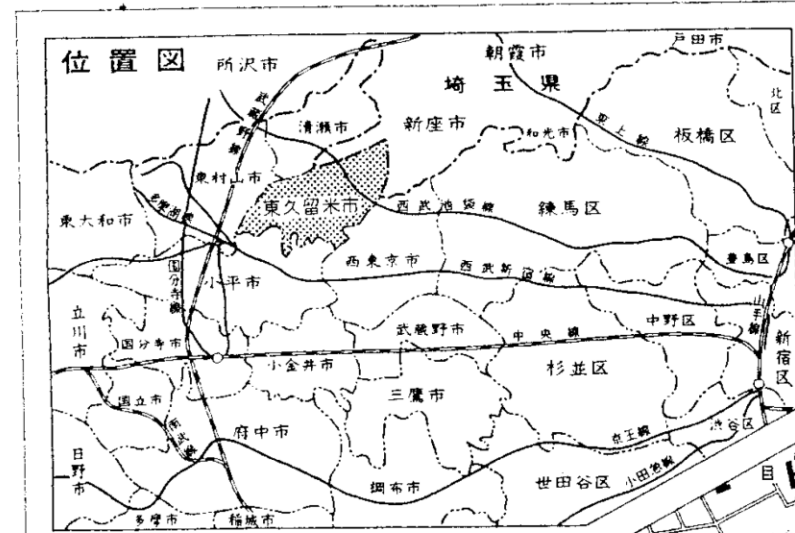 位置図
所沢市
朝霞市
戸田市
埼玉県
北区
武蔵野線
清瀬市
新座市
和光市
東上線
板橋区
東村山市
東大和市
多摩湖線
東久留米市
西武池袋線
練馬区
西東京市
西武新宿線
豊島区
国分寺線
小平市
立川市
武蔵野市
中央線
中野区
山手線
新宿区
国分寺市
小金井市
杉並区
国立市
三鷹市
南武線
府中市
京王線
渋谷区
日野市
調布市
世田谷区
小田急線
目
多摩市
稲城市